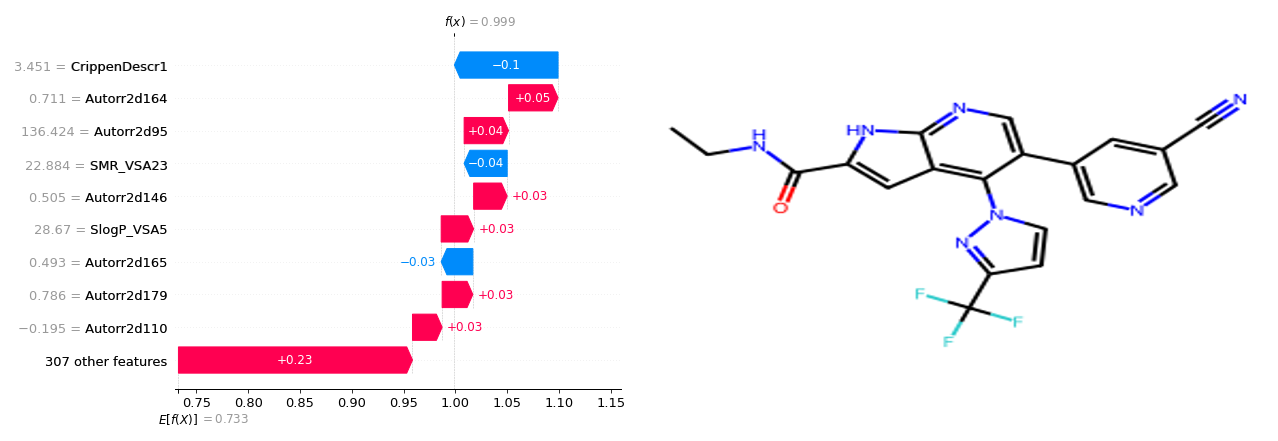 f(x) = 0.999
3.451 = CrippenDescr1
−0.1
0.711 = Autorr2d164
+0.05
136.424 = Autorr2d95
+0.04
22.884 = SMR_VSA23
−0.04
0.505 = Autorr2d146
+0.03
28.67 = SlogP_VSA5
+0.03
0.493 = Autorr2d165
−0.03
0.786 = Autorr2d179
+0.03
−0.195 = Autorr2d110
+0.03
307 other features
+0.23
0.75 0.80 0.85 0.90 0.95 1.00 1.05 1.10 1.15
E[f(X)] = 0.733
N
N
HN
H
N
O
N
N
N
F
F
F